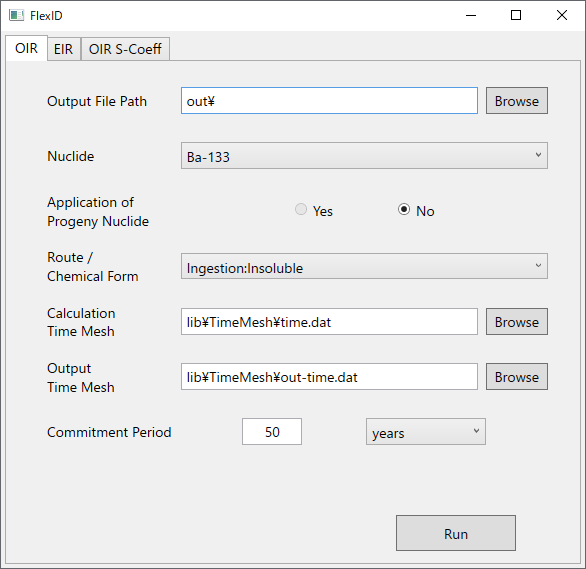 FlexID
OIR EIR OIR S-Coeff
Output File Path out¥ Browse
Nuclide Ba-133
Application of
Progeny Nuclide Yes No
Route /
Chemical Form Ingestion:Insoluble
Calculation
Time Mesh lib¥TimeMesh¥time.dat Browse
Output
Time Mesh lib¥TimeMesh¥out-time.dat Browse
Commitment Period 50 years
Run